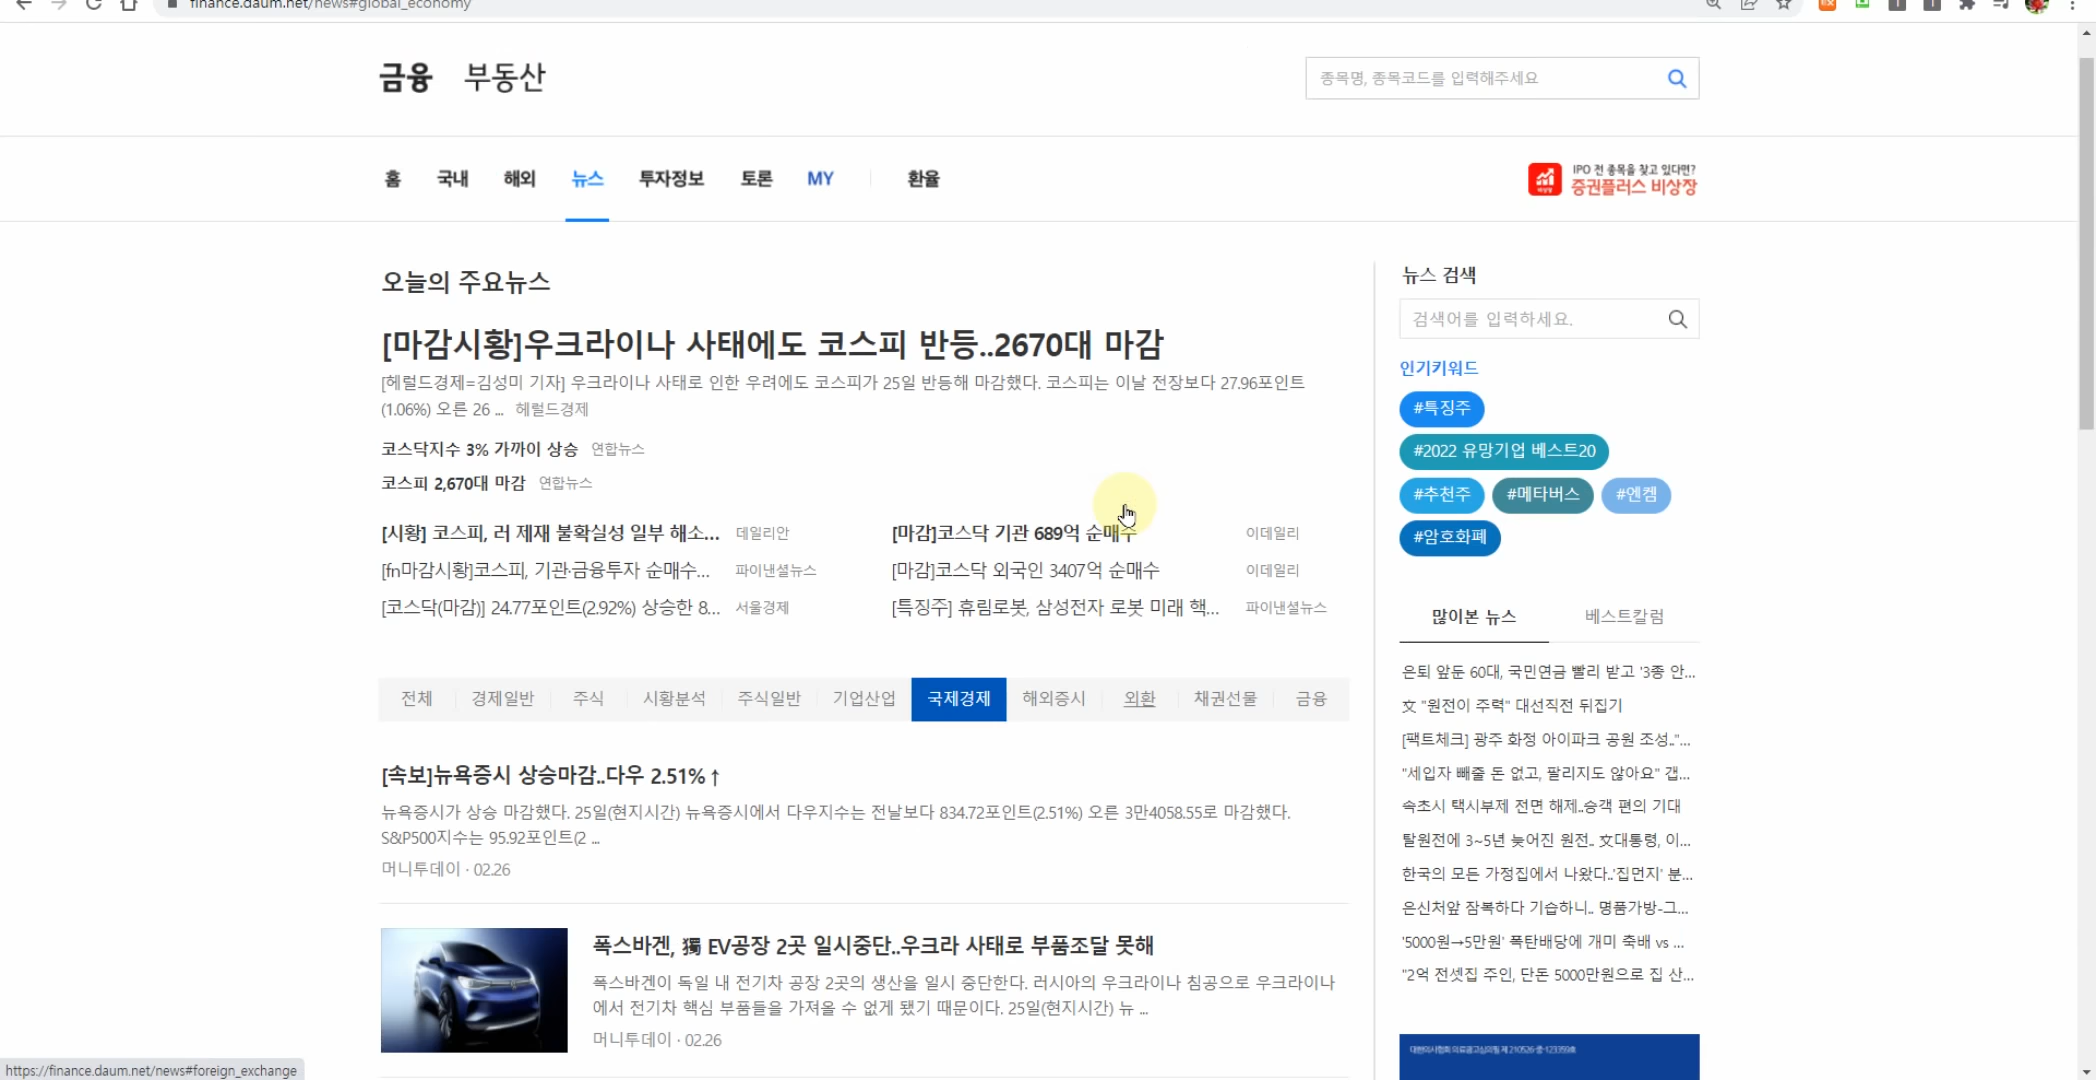 finance.daum.net/news#global_economy
금융 부동산
종목명, 종목코드를 입력해주세요
홈 국내 해외 뉴스 투자정보 토론 MY 환율
IPO 전 종목을 찾고 있다면?
증권플러스 비상장
오늘의 주요뉴스
[마감시황]우크라이나 사태에도 코스피 반등..2670대 마감
[헤럴드경제=김성미 기자] 우크라이나 사태로 인한 우려에도 코스피가 25일 반등해 마감했다. 코스피는 이날 전장보다 27.96포인트
(1.06%) 오른 26 ... 헤럴드경제
코스닥지수 3% 가까이 상승 연합뉴스
코스피 2,670대 마감 연합뉴스
[시황] 코스피, 러 제재 불확실성 일부 해소... 데일리안
[마감]코스닥 기관 689억 순매수 이데일리
[fn마감시황]코스피, 기관·금융투자 순매수... 파이낸셜뉴스
[마감]코스닥 외국인 3407억 순매수 이데일리
[코스닥(마감)] 24.77포인트(2.92%) 상승한 8... 서울경제
[특징주] 휴림로봇, 삼성전자 로봇 미래 핵... 파이낸셜뉴스
전체 경제일반 주식 시황분석 주식일반 기업산업 국제경제 해외증시 외환 채권선물 금융
[속보]뉴욕증시 상승마감..다우 2.51%↑
뉴욕증시가 상승 마감했다. 25일(현지시간) 뉴욕증시에서 다우지수는 전날보다 834.72포인트(2.51%) 오른 3만4058.55로 마감했다.
S&P500지수는 95.92포인트(2 ...
머니투데이 · 02.26
폭스바겐, 獨 EV공장 2곳 일시중단..우크라 사태로 부품조달 못해
폭스바겐이 독일 내 전기차 공장 2곳의 생산을 일시 중단한다. 러시아의 우크라이나 침공으로 우크라이나
에서 전기차 핵심 부품들을 가져올 수 없게 됐기 때문이다. 25일(현지시간) 뉴 ...
머니투데이 · 02.26
뉴스 검색
검색어를 입력하세요.
인기키워드
#특징주
#2022 유망기업 베스트20
#추천주 #메타버스 #엔켐
#암호화폐
많이본 뉴스 베스트칼럼
은퇴 앞둔 60대, 국민연금 빨리 받고 '3종 안...
文 "원전이 주력" 대선직전 뒤집기
[팩트체크] 광주 화정 아이파크 공원 조성.."...
"세입자 빼줄 돈 없고, 팔리지도 않아요" 갭...
속초시 택시부제 전면 해제..승객 편의 기대
탈원전에 3~5년 늦어진 원전.. 文대통령, 이...
한국의 모든 가정집에서 나왔다..'집먼지' 분...
은신처앞 잠복하다 기습하니.. 명품가방-그...
'5000원→5만원' 폭탄배당에 개미 축배 vs ...
"2억 전셋집 주인, 단돈 5000만원으로 집 산...
https://finance.daum.net/news#foreign_exchange